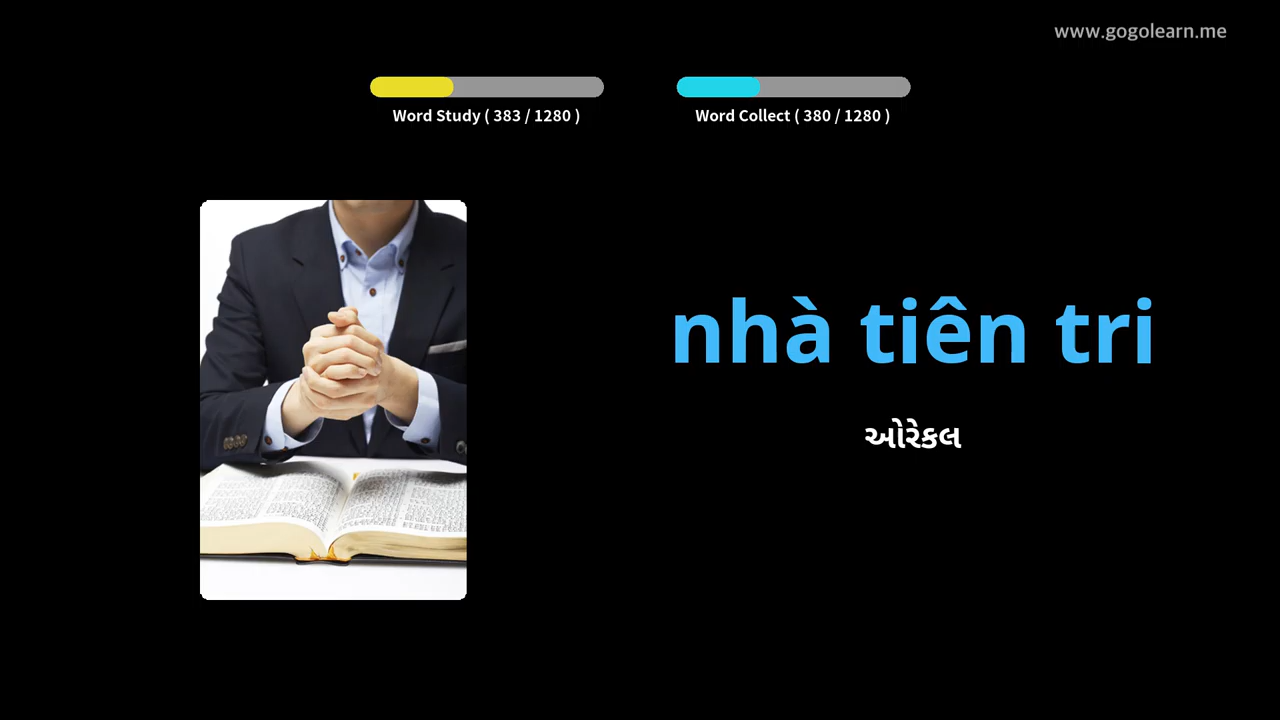 www.gogolearn.me
Word Study ( 383 / 1280 )
Word Collect ( 380 / 1280 )
nhà tiên tri
ઓરેકલ